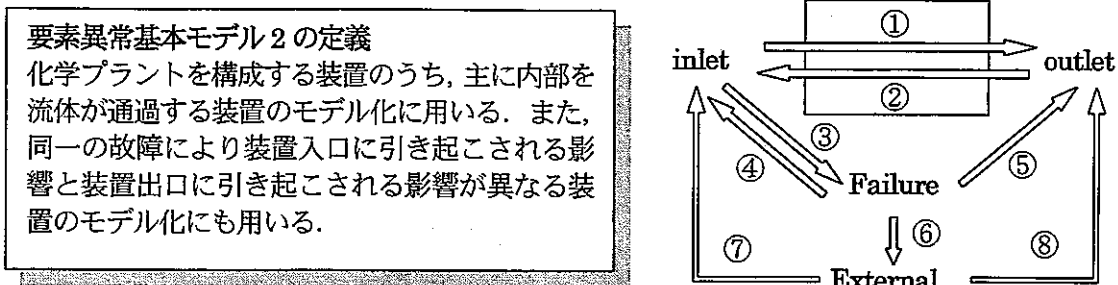 要素異常基本モデル2の定義
化学プラントを構成する装置のうち, 主に内部を
流体が通過する装置のモデル化に用いる. また,
同一の故障により装置入口に引き起こされる影
響と装置出口に引き起こされる影響が異なる装
置のモデル化にも用いる.
①
inlet
outlet
②
③
④
Failure
⑤
⑥
⑦
⑧
External